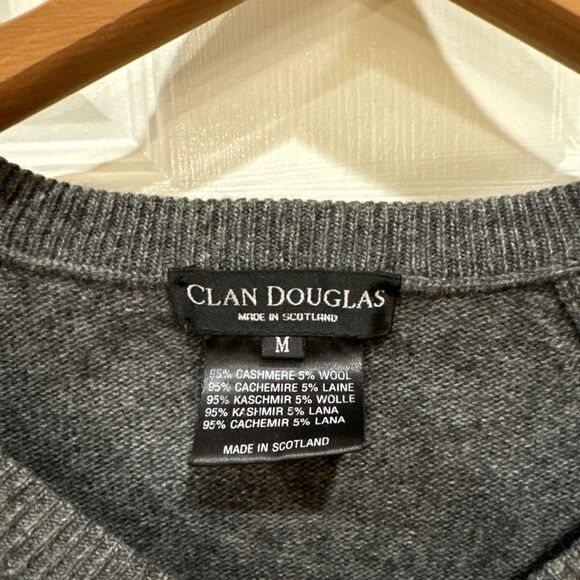 CLAN DOUGLAS
MADE IN SCOTLAND
M
95% CASHMERE 5% WOOL
95% CACHEMIRE 5% LAINE
95% KASCHMIR 5% WOLLE
95% KASHMIR 5% LANA
95% CACHEMIR 5% LANA
MADE IN SCOTLAND